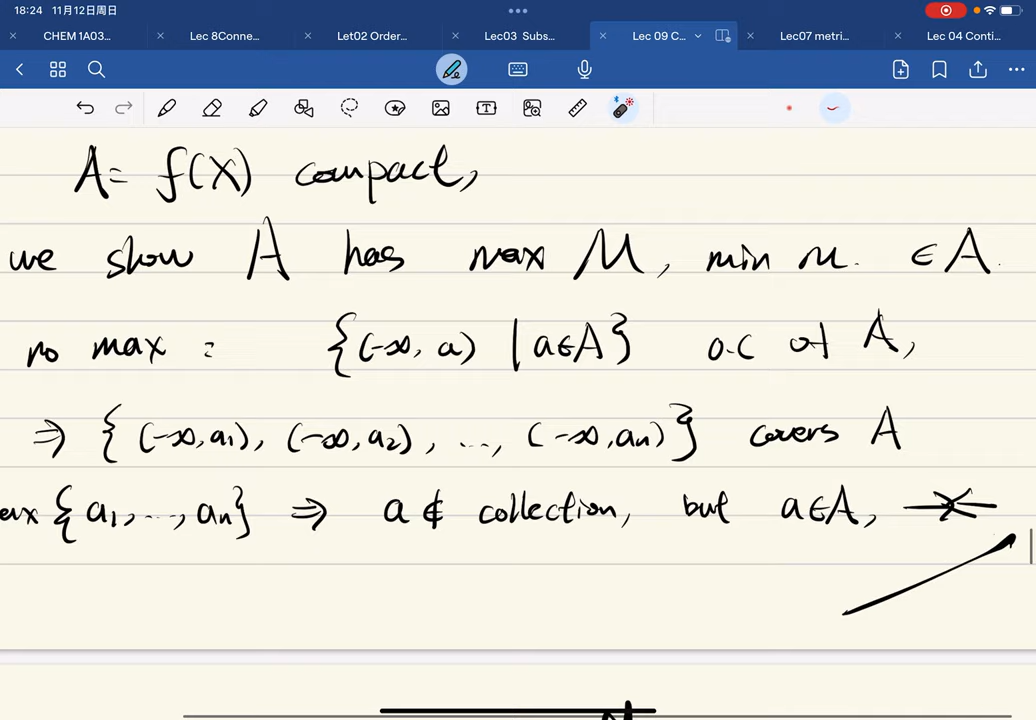 18:24 11月12日周日
CHEM 1A03... Lec 8Conne... Let02 Order... Lec03 Subs... Lec 09 C... Lec07 metri... Lec 04 Conti...
A= f(X) compact,
we show A has max M, min m. ∈A.
no max : {(-∞, a) | a∈A} o.c of A,
⇒ { (-∞,a1), (-∞,a2), ..., (-∞,an)} covers A
ax {a1,...,an} ⇒ a ∉ collection, but a∈A,